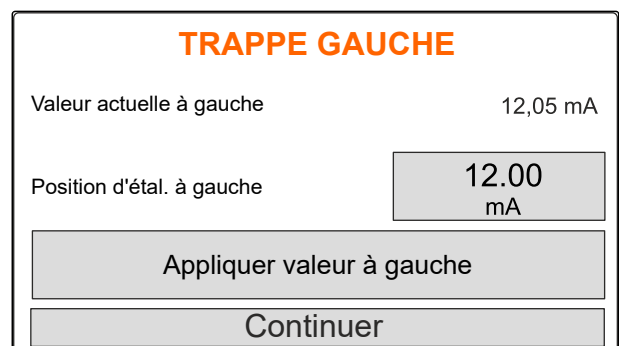 TRAPPE GAUCHE
Valeur actuelle à gauche 12,05 mA
Position d'étal. à gauche 12.00 mA
Appliquer valeur à gauche
Continuer